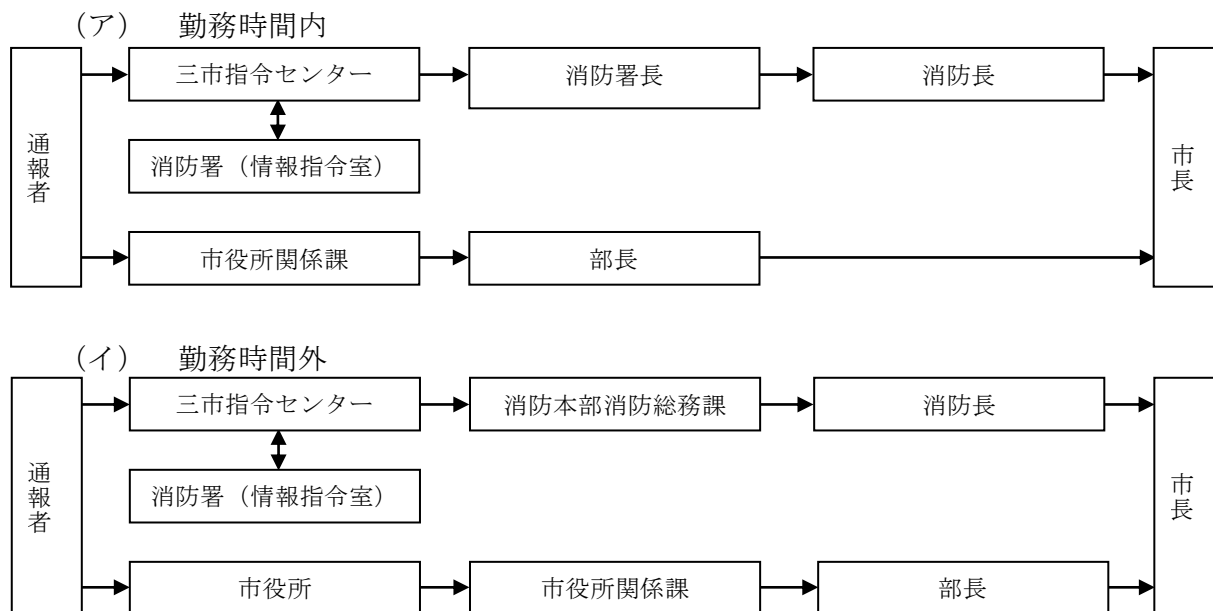 （ア） 勤務時間内
通報者
三市指令センター
消防署長
消防長
市長
消防署（情報指令室）
市役所関係課
部長
（イ） 勤務時間外
通報者
三市指令センター
消防本部消防総務課
消防長
市長
消防署（情報指令室）
市役所
市役所関係課
部長